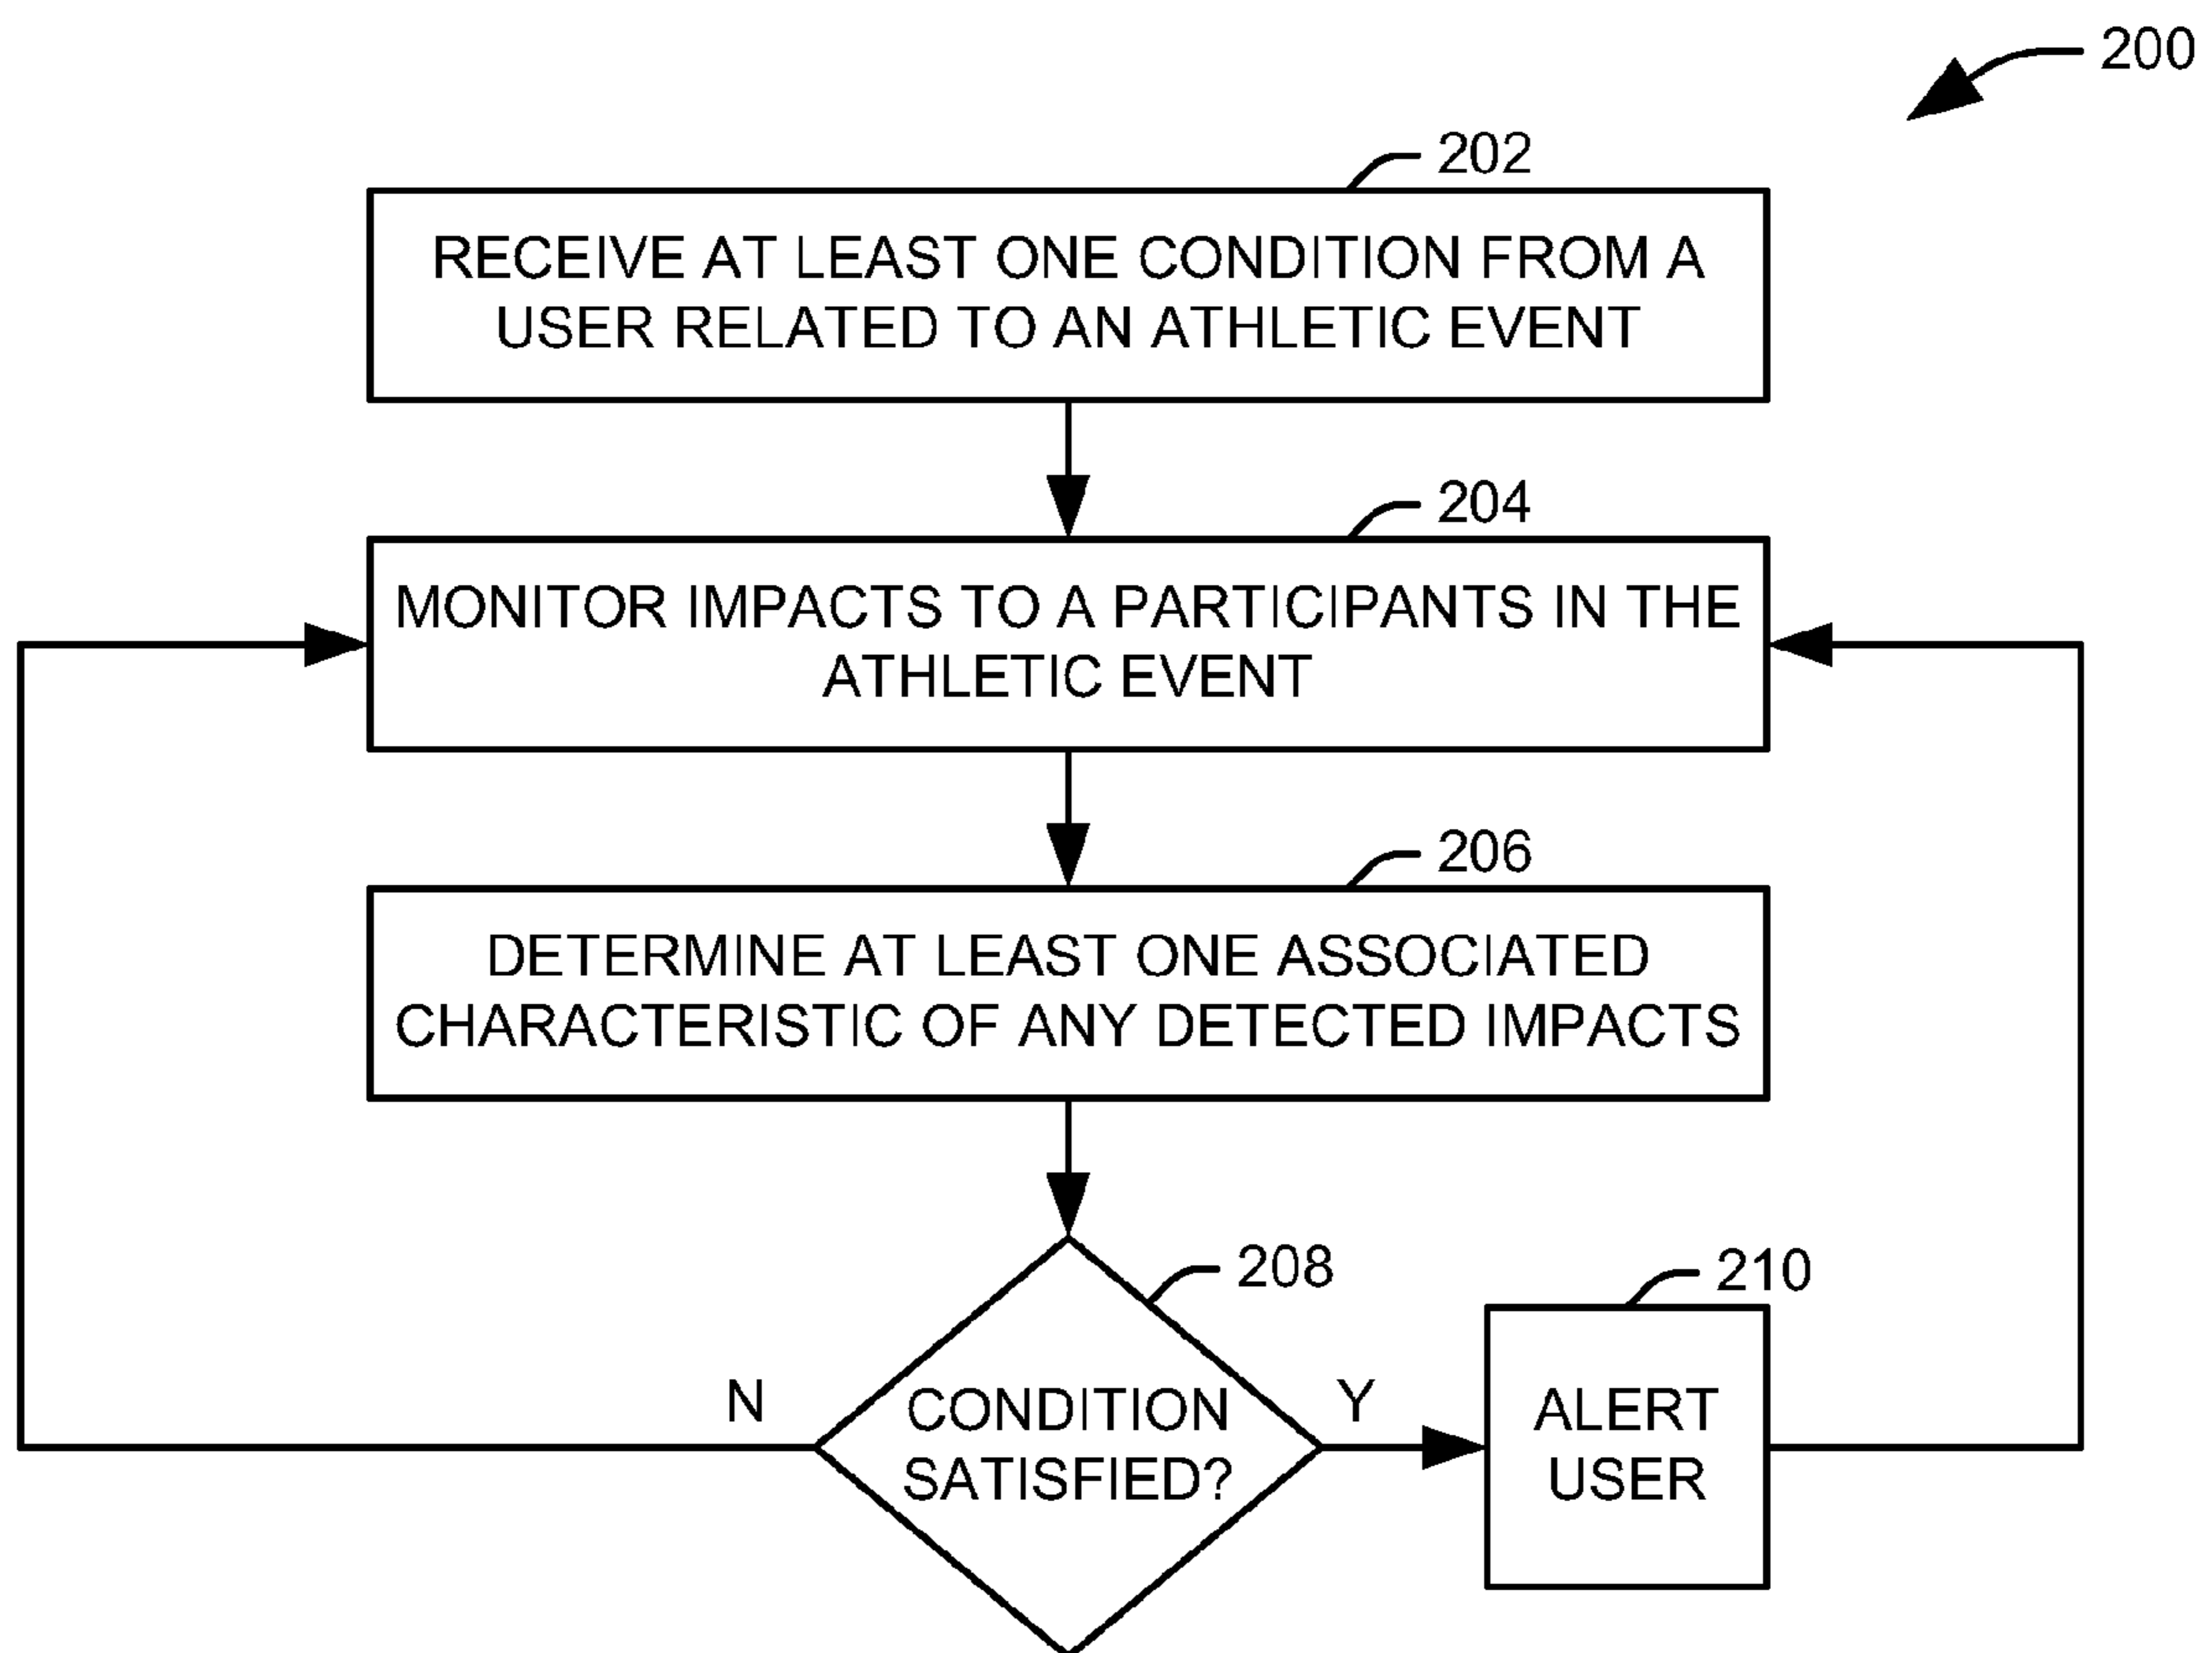 200
202
RECEIVE AT LEAST ONE CONDITION FROM A
USER RELATED TO AN ATHLETIC EVENT
204
MONITOR IMPACTS TO A PARTICIPANTS IN THE
ATHLETIC EVENT
206
DETERMINE AT LEAST ONE ASSOCIATED
CHARACTERISTIC OF ANY DETECTED IMPACTS
208
210
N
CONDITION
SATISFIED?
Y
ALERT
USER